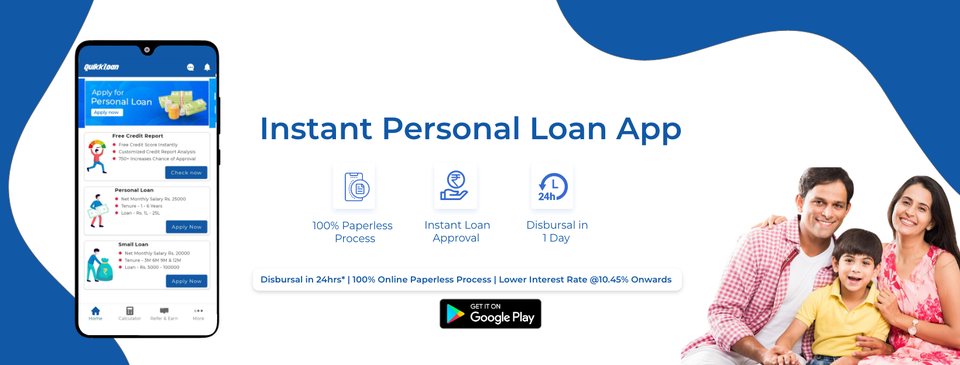 QuikkLoan
Apply for
Personal Loan
Apply now
Free Credit Report
Free Credit Score Instantly
Customized Credit Report Analysis
750+ Increases Chance of Approval
Check now
Personal Loan
Net Monthly Salary Rs. 25000
Tenure - 1 - 6 Years
Loan - Rs. 1L - 25L
Apply Now
Small Loan
Net Monthly Salary Rs. 20000
Tenure - 3M 6M 9M & 12M
Loan - Rs. 5000 - 100000
Apply Now
Home
Calculator
Refer & Earn
More
Instant Personal Loan App
24h
100% Paperless
Process
Instant Loan
Approval
Disbursal in
1 Day
Disbursal in 24hrs* | 100% Online Paperless Process | Lower Interest Rate @10.45% Onwards
GET IT ON
Google Play